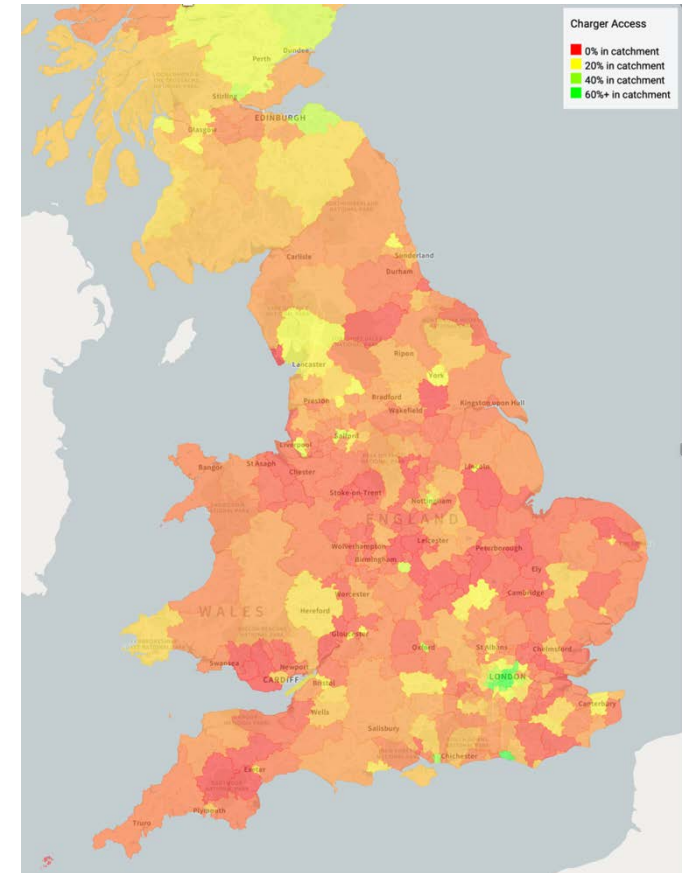 Charger Access
0% in catchment
20% in catchment
40% in catchment
60%+ in catchment
Dundee
Perth
Stirling
EDINBURGH
Glasgow
Carlisle
Sunderland
Durham
Ripon
Lancaster
York
Preston
Bradford
Wakefield
Kingston upon Hull
Salford
Liverpool
Bangor
St Asaph
Chester
Lincoln
Stoke-on-Trent
Nottingham
ENGLAND
Leicester
Wolverhampton
Birmingham
Peterborough
Ely
Worcester
Cambridge
WALES
Hereford
Gloucester
Oxford
St Albans
Chelmsford
Swansea
Newport
CARDIFF
Bristol
LONDON
Canterbury
Wells
Salisbury
Chichester
Exeter
Plymouth
Truro